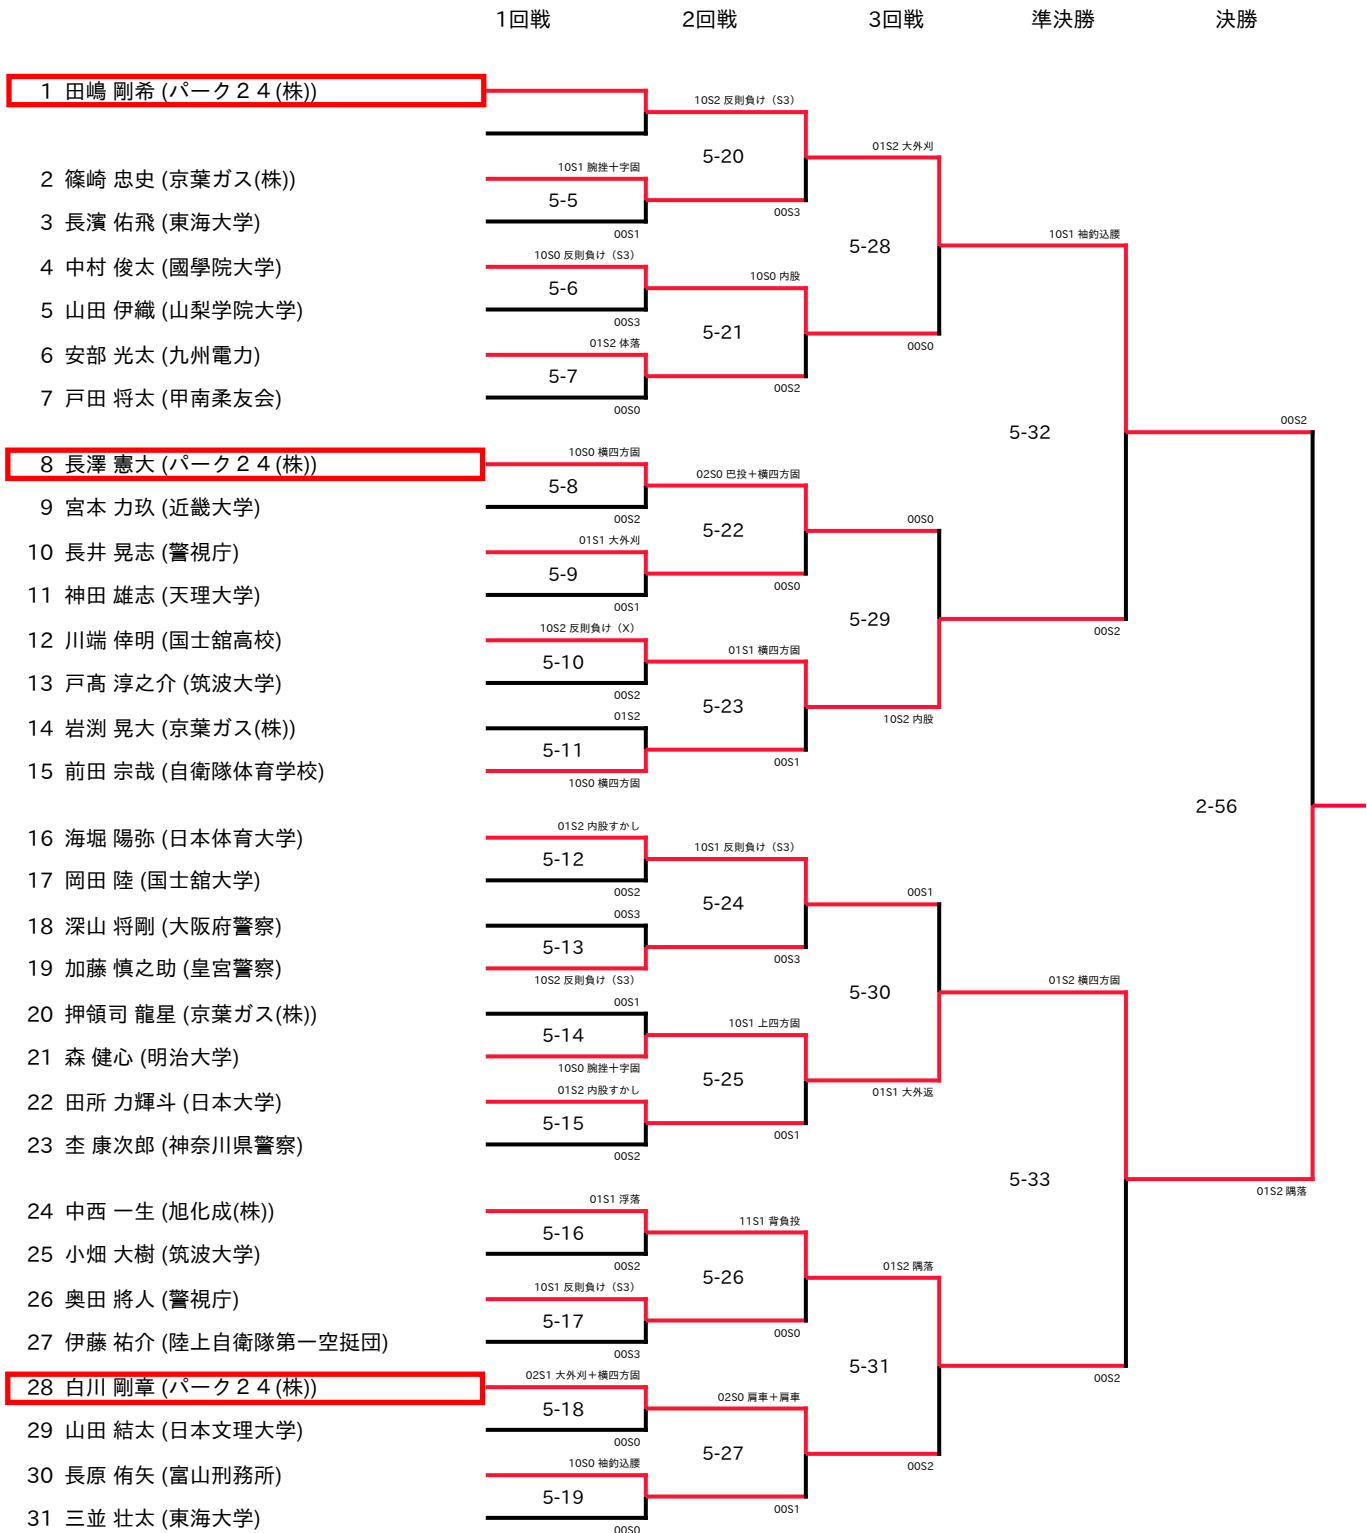 1回戦 2回戦 3回戦 準決勝 決勝
1 田嶋 剛希 (パーク２４(株))
10S2 反則負け（S3）
01S2 大外刈
5-20
10S1 腕挫十字固
2 篠崎 忠史 (京葉ガス(株))
5-5
00S3
3 長濱 佑飛 (東海大学)
00S1
10S1 袖釣込腰
5-28
10S0 反則負け（S3）
4 中村 俊太 (國學院大学)
10S0 内股
5-6
5 山田 伊織 (山梨学院大学)
00S3
5-21
01S2 体落
00S0
6 安部 光太 (九州電力)
5-7
00S2
7 戸田 将太 (甲南柔友会)
00S0
00S2
5-32
10S0 横四方固
8 長澤 憲大 (パーク２４(株))
02S0 巴投＋横四方固
5-8
9 宮本 力玖 (近畿大学)
00S2
00S0
5-22
01S1 大外刈
10 長井 晃志 (警視庁)
5-9
00S0
11 神田 雄志 (天理大学)
00S1
5-29
10S2 反則負け（X）
00S2
12 川端 倖明 (国士舘高校)
01S1 横四方固
5-10
13 戸髙 淳之介 (筑波大学)
00S2
5-23
01S2
10S2 内股
14 岩渕 晃大 (京葉ガス(株))
5-11
00S1
15 前田 宗哉 (自衛隊体育学校)
10S0 横四方固
2-56
01S2 内股すかし
16 海堀 陽弥 (日本体育大学)
10S1 反則負け（S3）
5-12
17 岡田 陸 (国士舘大学)
00S2
00S1
5-24
00S3
18 深山 将剛 (大阪府警察)
5-13
00S3
19 加藤 慎之助 (皇宮警察)
10S2 反則負け（S3）
01S2 横四方固
5-30
00S1
20 押領司 龍星 (京葉ガス(株))
10S1 上四方固
5-14
21 森 健心 (明治大学)
10S0 腕挫十字固
5-25
01S2 内股すかし
01S1 大外返
22 田所 力輝斗 (日本大学)
5-15
00S1
23 杢 康次郎 (神奈川県警察)
00S2
5-33
01S2 隅落
01S1 浮落
24 中西 一生 (旭化成(株))
11S1 背負投
5-16
25 小畑 大樹 (筑波大学)
00S2
01S2 隅落
5-26
10S1 反則負け（S3）
26 奥田 將人 (警視庁)
5-17
00S0
27 伊藤 祐介 (陸上自衛隊第一空挺団)
00S3
5-31
02S1 大外刈＋横四方固
00S2
28 白川 剛章 (パーク２４(株))
02S0 肩車＋肩車
5-18
29 山田 結太 (日本文理大学)
00S0
5-27
10S0 袖釣込腰
00S2
30 長原 侑矢 (富山刑務所)
5-19
00S1
31 三並 壮太 (東海大学)
00S0